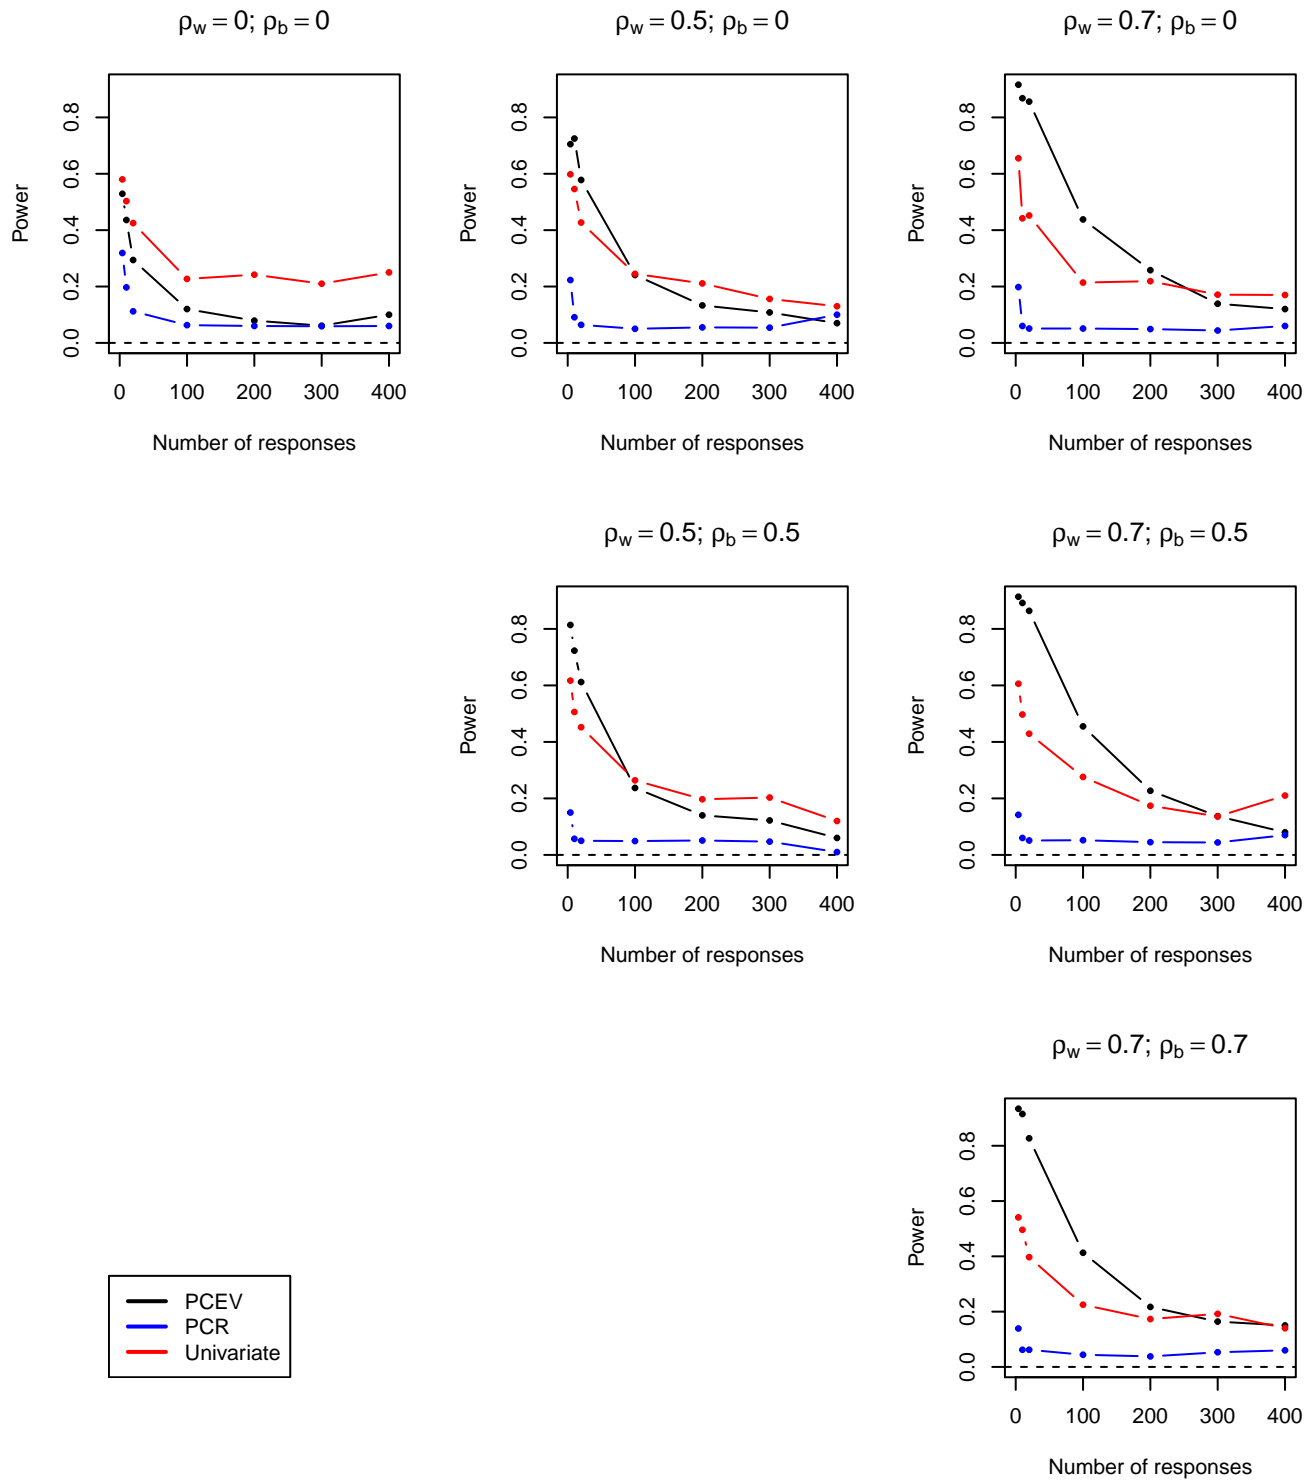 ρw = 0; ρb = 0
Power
0.0 0.2 0.4 0.6 0.8
0 100 200 300 400
Number of responses
ρw = 0.5; ρb = 0
Power
0.0 0.2 0.4 0.6 0.8
0 100 200 300 400
Number of responses
ρw = 0.7; ρb = 0
Power
0.0 0.2 0.4 0.6 0.8
0 100 200 300 400
Number of responses
ρw = 0.5; ρb = 0.5
Power
0.0 0.2 0.4 0.6 0.8
0 100 200 300 400
Number of responses
ρw = 0.7; ρb = 0.5
Power
0.0 0.2 0.4 0.6 0.8
0 100 200 300 400
Number of responses
PCEV
PCR
Univariate
ρw = 0.7; ρb = 0.7
Power
0.0 0.2 0.4 0.6 0.8
0 100 200 300 400
Number of responses